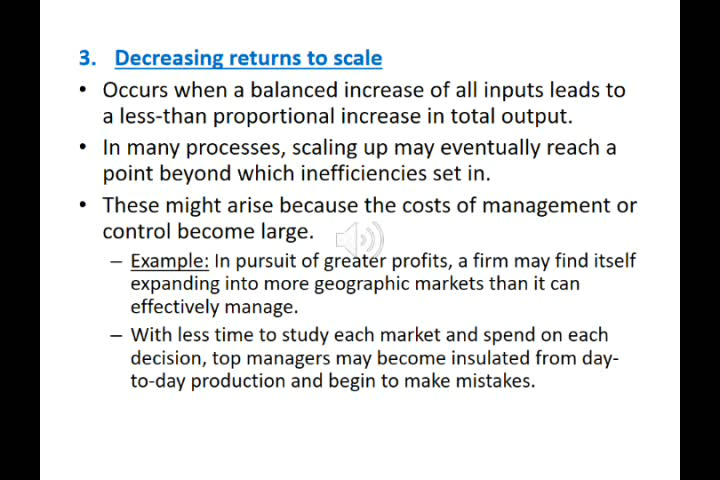 3. Decreasing returns to scale
• Occurs when a balanced increase of all inputs leads to
a less-than proportional increase in total output.
• In many processes, scaling up may eventually reach a
point beyond which inefficiencies set in.
• These might arise because the costs of management or
control become large.
– Example: In pursuit of greater profits, a firm may find itself
expanding into more geographic markets than it can
effectively manage.
– With less time to study each market and spend on each
decision, top managers may become insulated from day-
to-day production and begin to make mistakes.